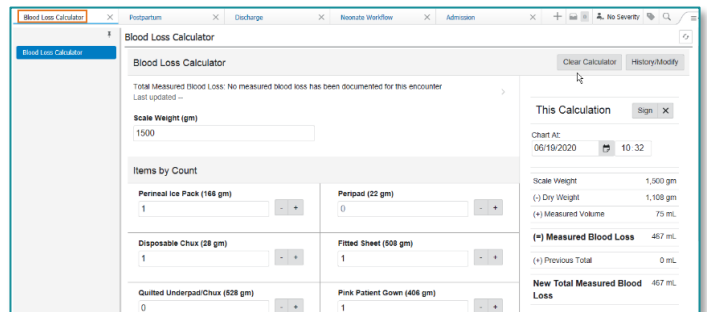 Blood Loss Calculator
Postpartum
Discharge
Neonate Workflow
Admission
No Severity
Blood Loss Calculator
Blood Loss Calculator
Blood Loss Calculator
Clear Calculator
History/Modify
Total Measured Blood Loss: No measured blood loss has been documented for this encounter
Last updated --
Scale Weight (gm)
1500
Items by Count
Perineal Ice Pack (166 gm)
1
- +
Peripad (22 gm)
0
- +
Disposable Chux (28 gm)
1
- +
Fitted Sheet (508 gm)
1
- +
Quilted Underpad/Chux (528 gm)
0
- +
Pink Patient Gown (406 gm)
1
- +
This Calculation
Sign
Chart At:
06/19/2020
10:32
Scale Weight 1,500 gm
(-) Dry Weight 1,108 gm
(+) Measured Volume 75 mL
(=) Measured Blood Loss 467 mL
(+) Previous Total 0 mL
New Total Measured Blood 467 mL
Loss